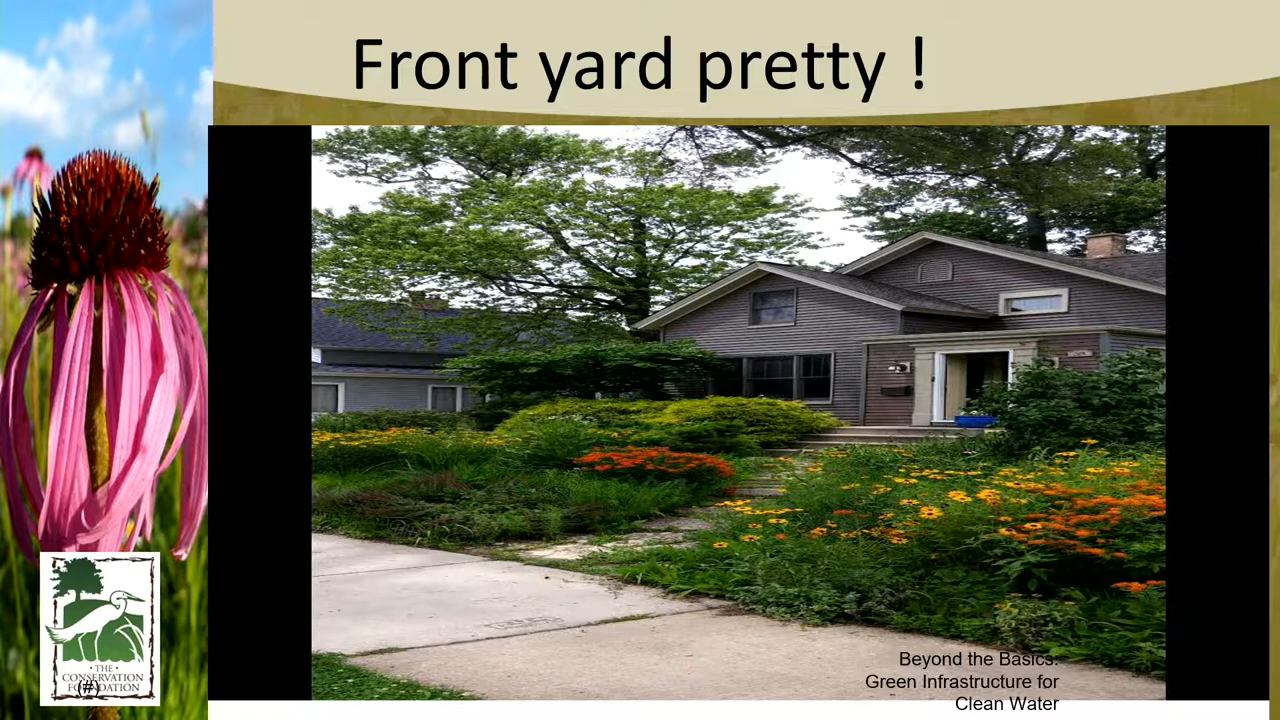 Front yard pretty !
· THE ·
CONSERVATION
FOUNDATION
(#)
Beyond the Basics:
Green Infrastructure for
Clean Water